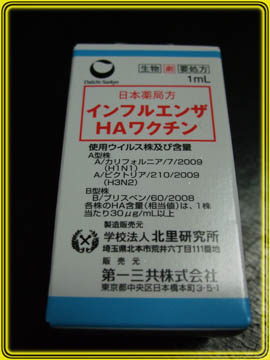 Daiichi-Sankyo
生物 劇 要処方
1mL
日本薬局方
インフルエンザ
HAワクチン
使用ウイルス株及び含量
A型株
A/カリフォルニア/7/2009
(H1N1)
A/ビクトリア/210/2009
(H3N2)
B型株
B/ブリスベン/60/2008
各株のHA含量(相当値)は、1株
当たり30μg/mL以上
製造販売元
学校法人 北里研究所
埼玉県北本市荒井六丁目111番地
販売元
第一三共株式会社
東京都中央区日本橋本町3-5-1